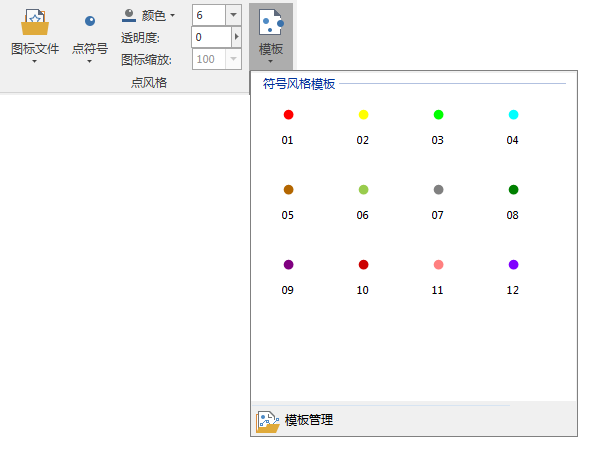 颜色 6
透明度: 0
图标缩放: 100
图标文件 点符号 模板
点风格
符号风格模板
01 02 03 04
05 06 07 08
09 10 11 12
模板管理